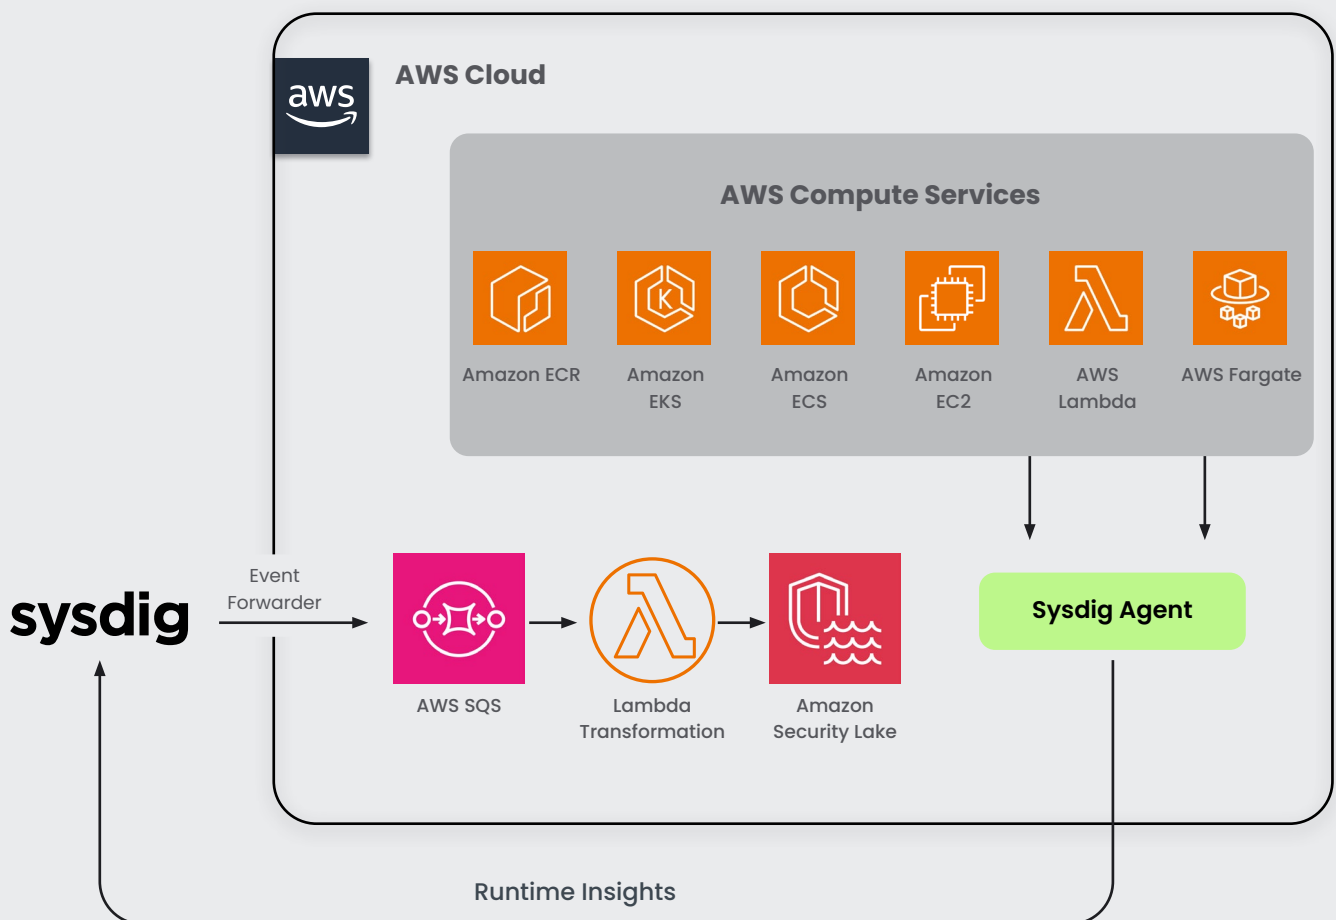 aws
AWS Cloud
AWS Compute Services
K
Amazon ECR
Amazon
EKS
Amazon
ECS
Amazon
EC2
AWS
Lambda
AWS Fargate
Event
Forwarder
sysdig
AWS SQS
Lambda
Transformation
Amazon
Security Lake
Sysdig Agent
Runtime Insights